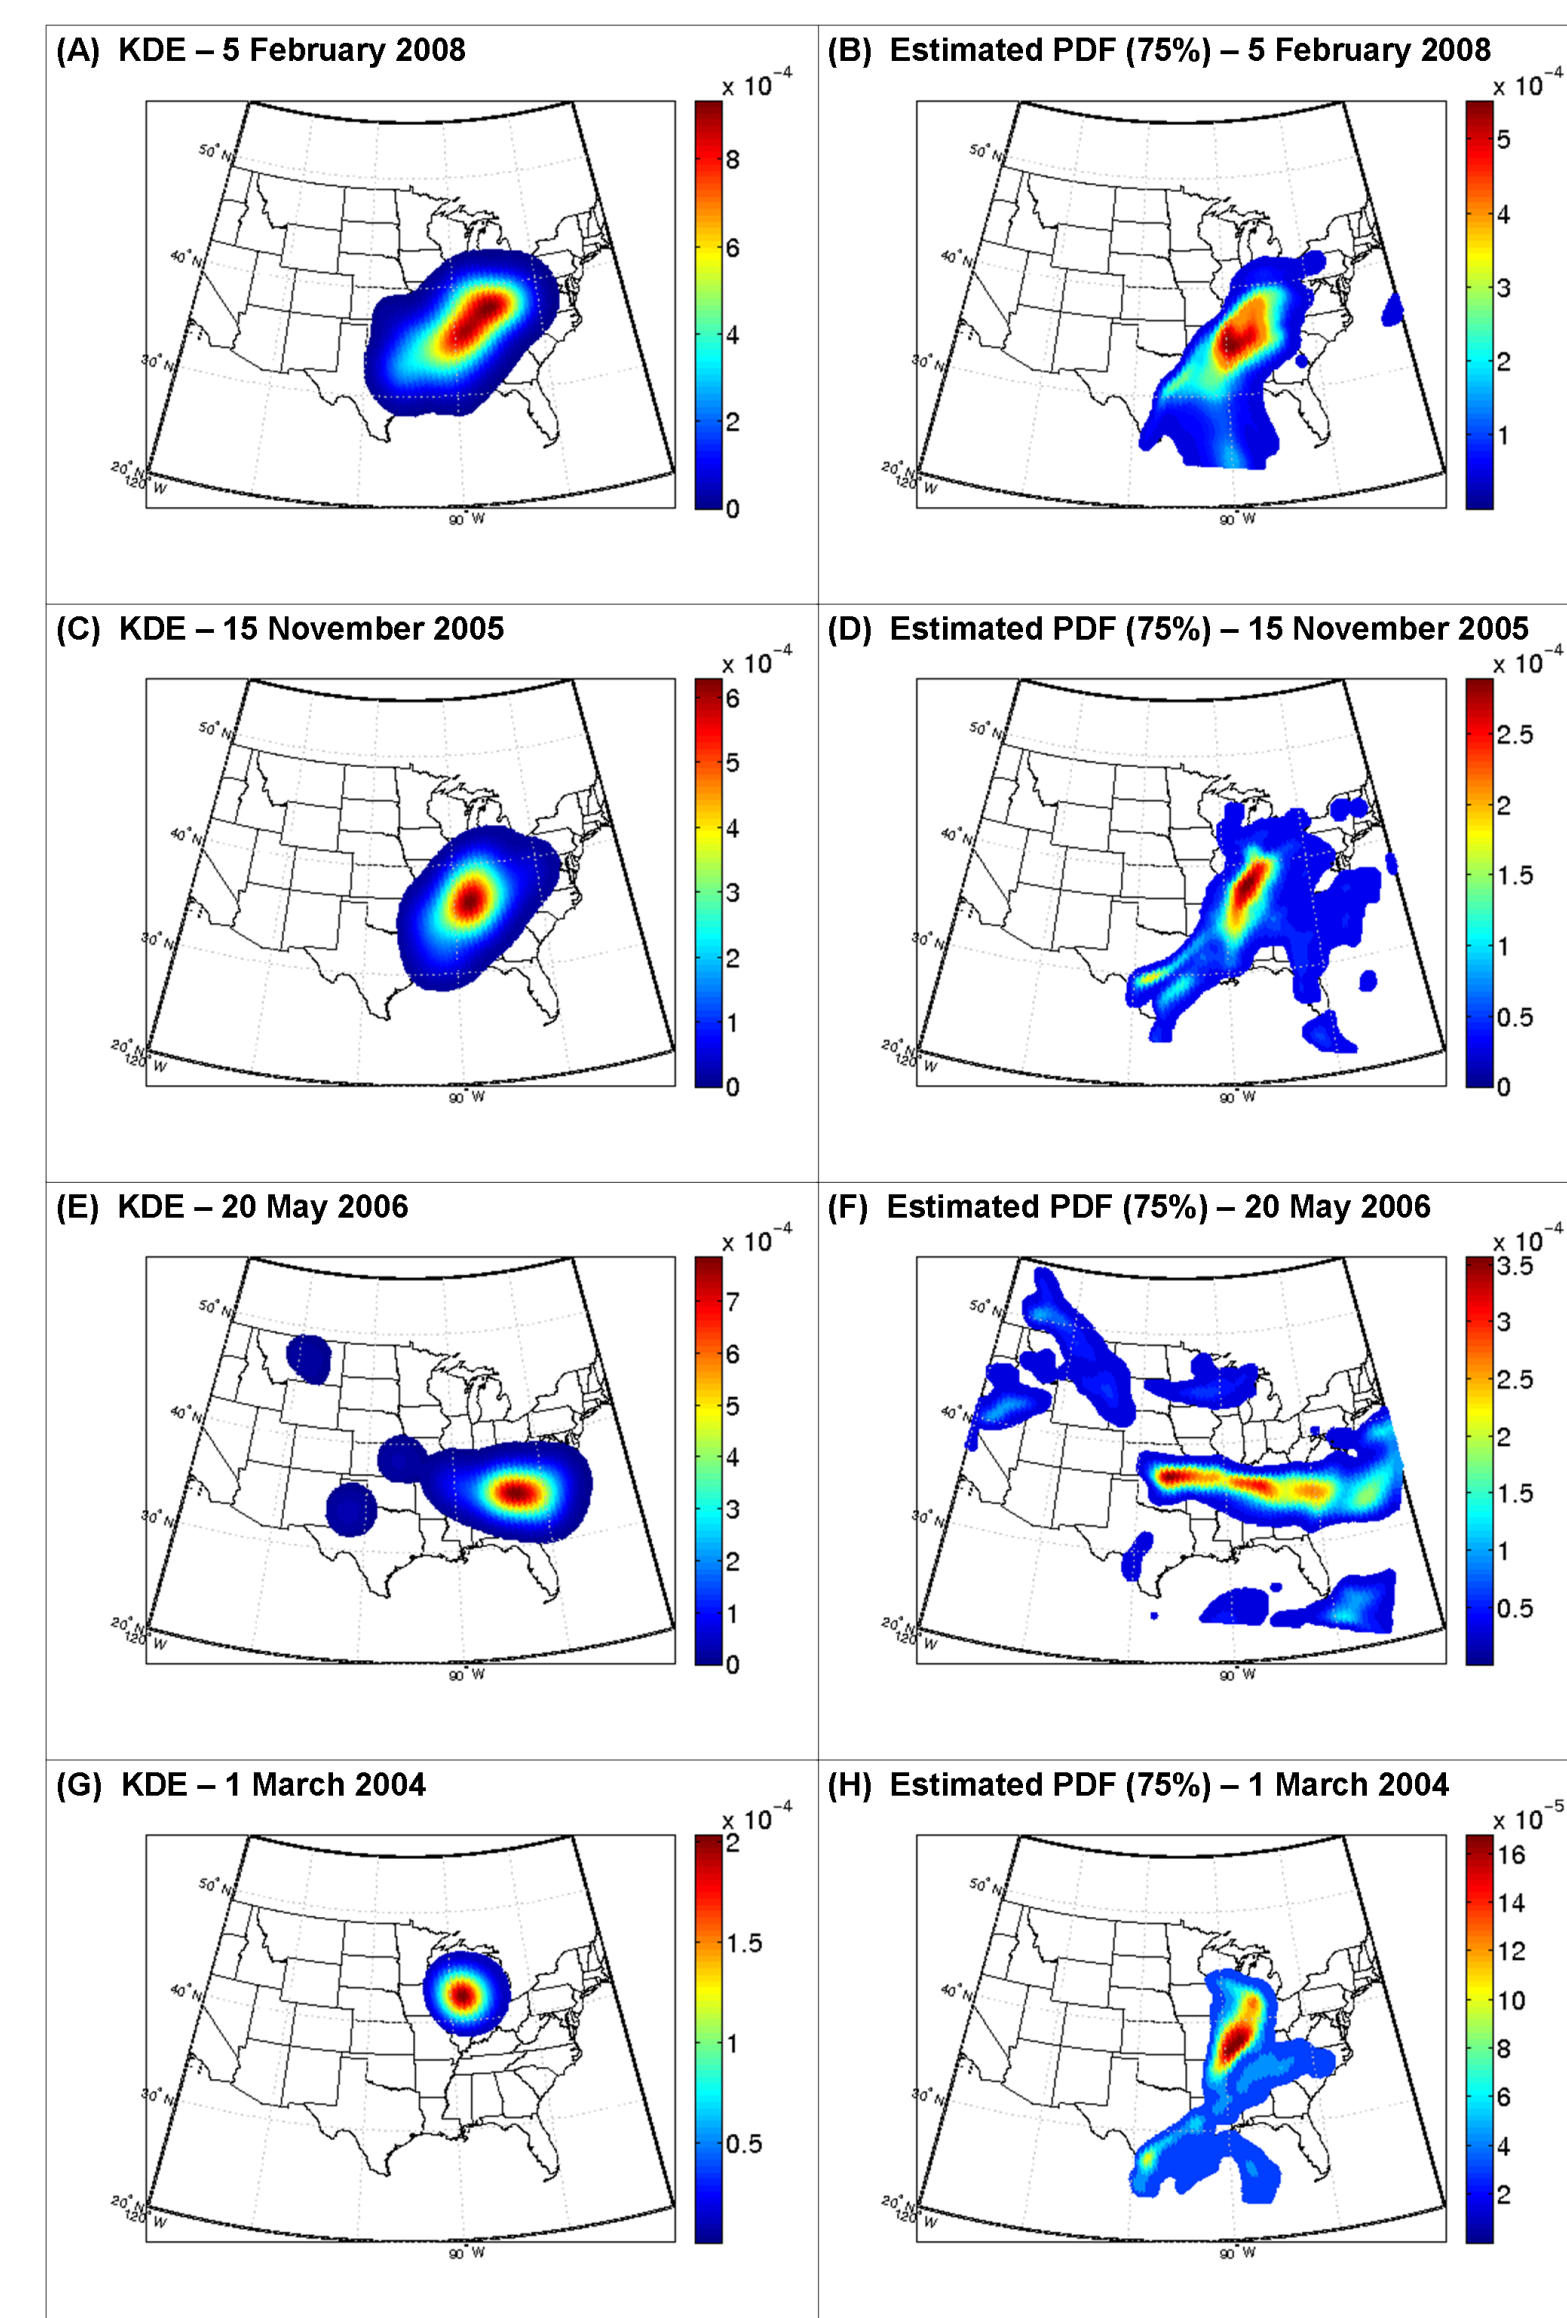 (A) KDE – 5 February 2008
x 10⁻⁴
50° N
40° N
30° N
20° N
120° W
90° W
8
6
4
2
0
(B) Estimated PDF (75%) – 5 February 2008
x 10⁻⁴
50° N
40° N
30° N
20° N
120° W
90° W
5
4
3
2
1
(C) KDE – 15 November 2005
x 10⁻⁴
50° N
40° N
30° N
20° N
120° W
90° W
6
5
4
3
2
1
0
(D) Estimated PDF (75%) – 15 November 2005
x 10⁻⁴
50° N
40° N
30° N
20° N
120° W
90° W
2.5
2
1.5
1
0.5
0
(E) KDE – 20 May 2006
x 10⁻⁴
50° N
40° N
30° N
20° N
120° W
90° W
7
6
5
4
3
2
1
0
(F) Estimated PDF (75%) – 20 May 2006
x 10⁻⁴
50° N
40° N
30° N
20° N
120° W
90° W
3.5
3
2.5
2
1.5
1
0.5
(G) KDE – 1 March 2004
x 10⁻⁴
50° N
40° N
30° N
20° N
120° W
90° W
2
1.5
1
0.5
(H) Estimated PDF (75%) – 1 March 2004
x 10⁻⁵
50° N
40° N
30° N
20° N
120° W
90° W
16
14
12
10
8
6
4
2